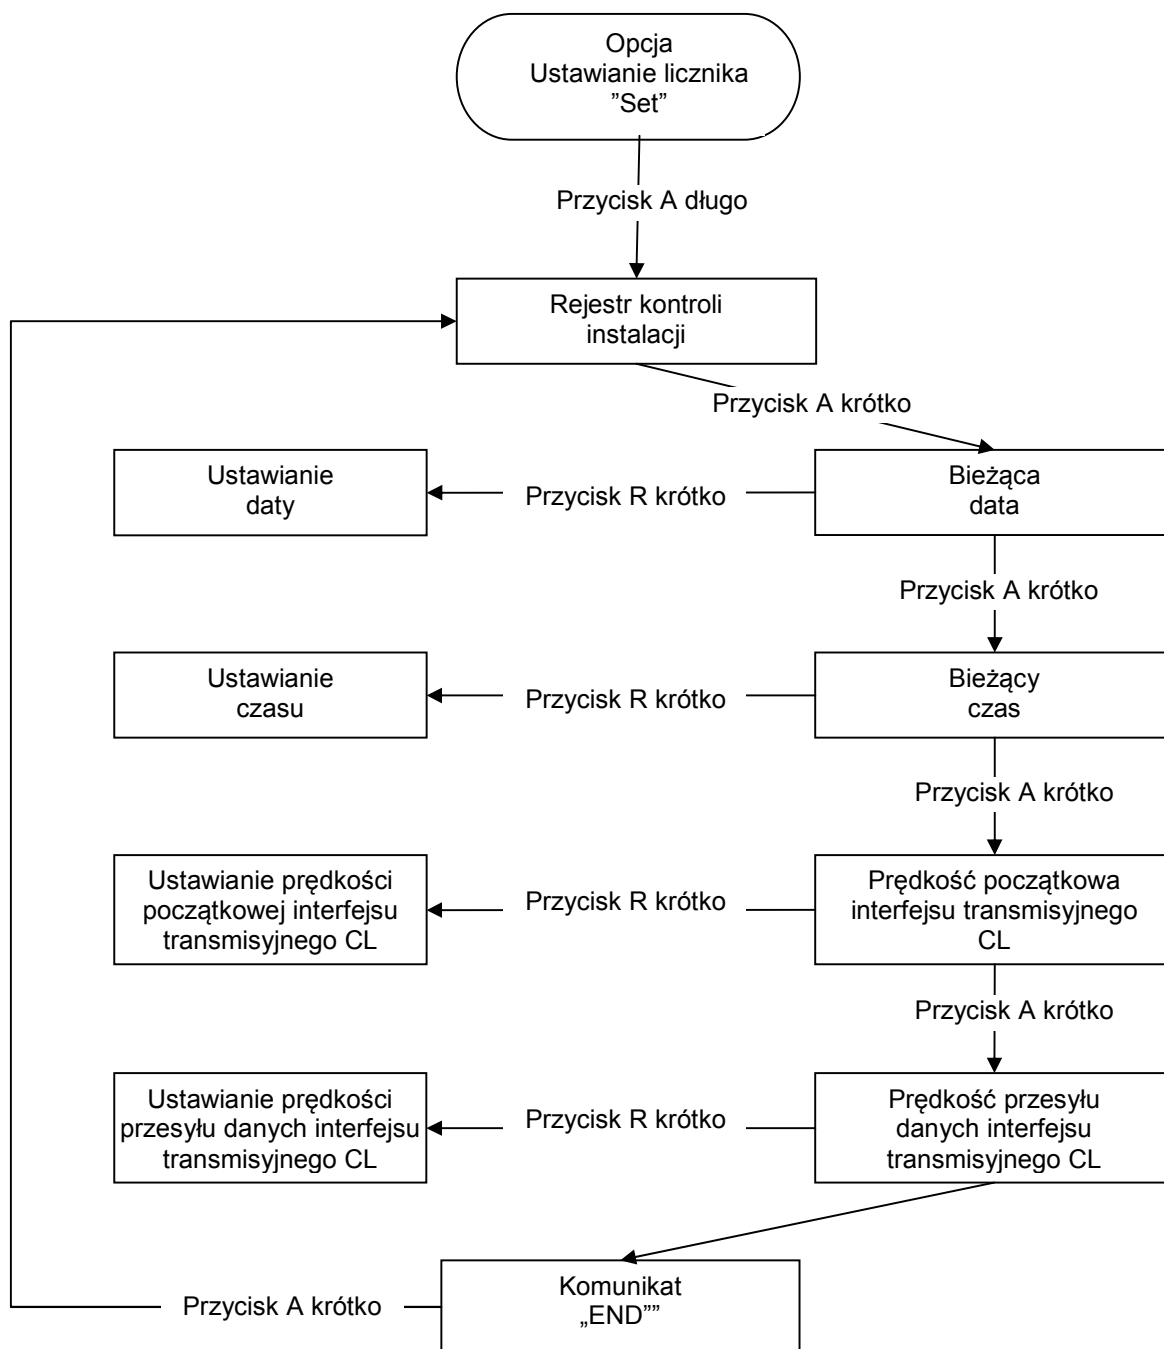 Opcja
Ustawianie licznika
”Set”
Przycisk A długo
Rejestr kontroli
instalacji
Przycisk A krótko
Ustawianie
daty
Przycisk R krótko
Bieżąca
data
Przycisk A krótko
Ustawianie
czasu
Przycisk R krótko
Bieżący
czas
Przycisk A krótko
Ustawianie prędkości
początkowej interfejsu
transmisyjnego CL
Przycisk R krótko
Prędkość początkowa
interfejsu transmisyjnego
CL
Przycisk A krótko
Ustawianie prędkości
przesyłu danych interfejsu
transmisyjnego CL
Przycisk R krótko
Prędkość przesyłu
danych interfejsu
transmisyjnego CL
Przycisk A krótko
Komunikat
„END””